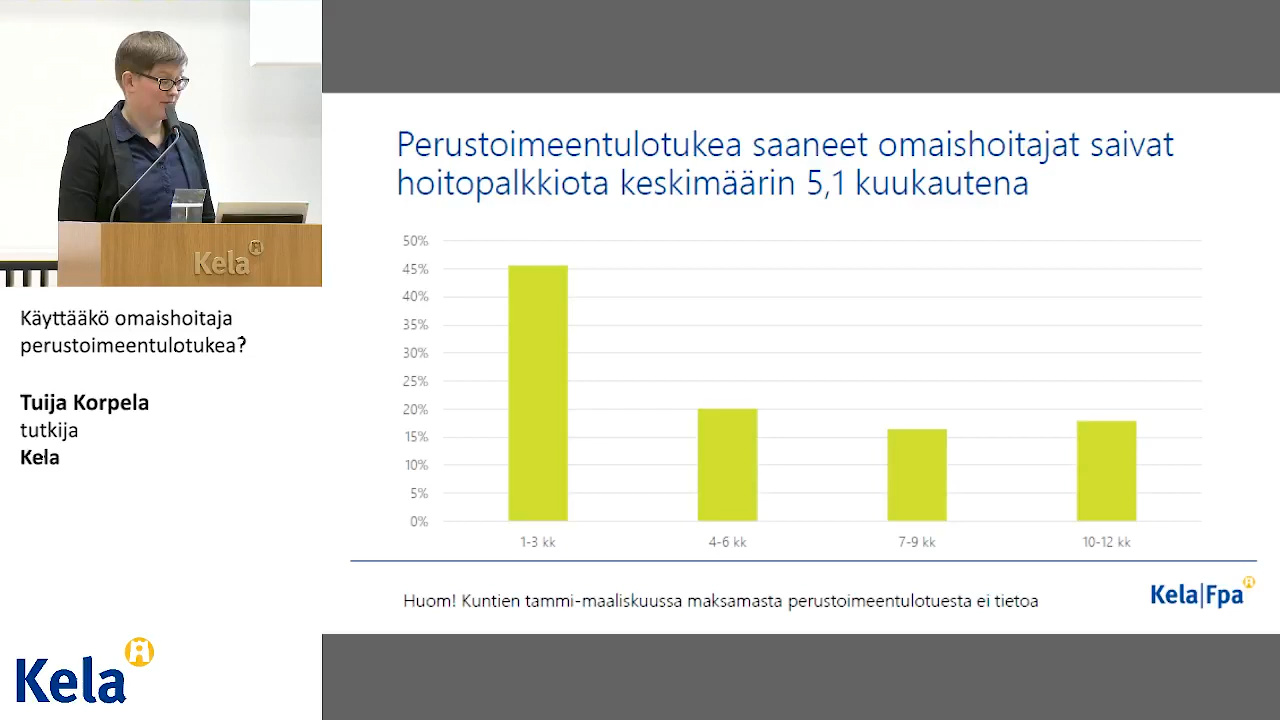 Kela
Käyttääkö omaishoitaja
perustoimeentulotukea?
Tuija Korpela
tutkija
Kela
Kela
Perustoimeentulotukea saaneet omaishoitajat saivat
hoitopalkkiota keskimäärin 5,1 kuukautena
50%
45%
40%
35%
30%
25%
20%
15%
10%
5%
0%
1-3 kk 4-6 kk 7-9 kk 10-12 kk
Huom! Kuntien tammi-maaliskuussa maksamasta perustoimeentulotuesta ei tietoa
Kela|Fpa